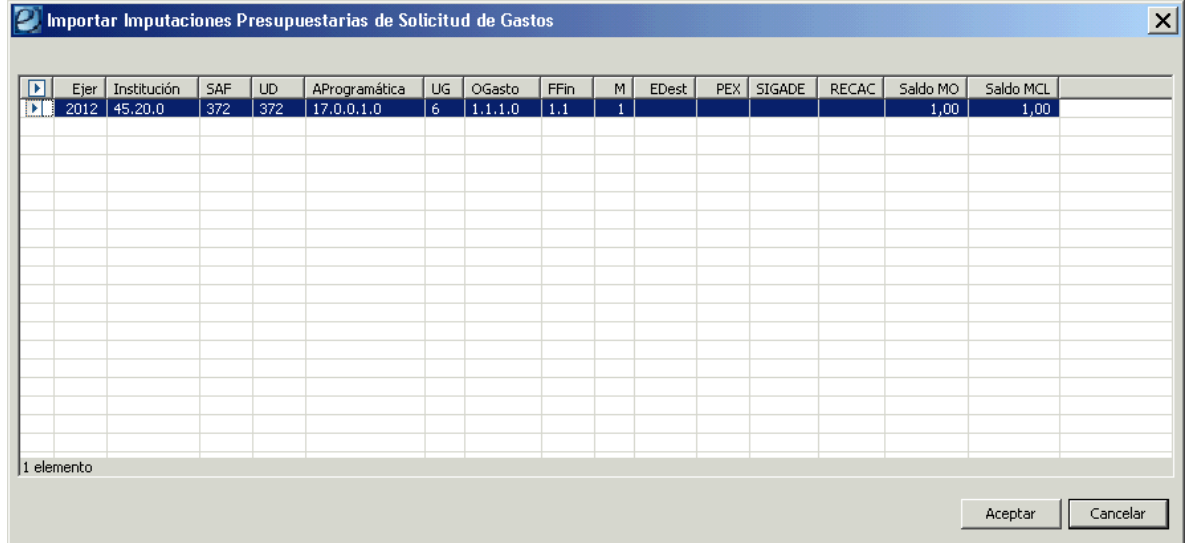 Importar Imputaciones Presupuestarias de Solicitud de Gastos
Ejer Institución SAF UD AProgramática UG OGasto FFin M EDest PEX SIGADE RECAC Saldo MO Saldo MCL
2012 45.20.0 372 372 17.0.0.1.0 6 1.1.1.0 1.1 1 1,00 1,00
1 elemento
Aceptar Cancelar